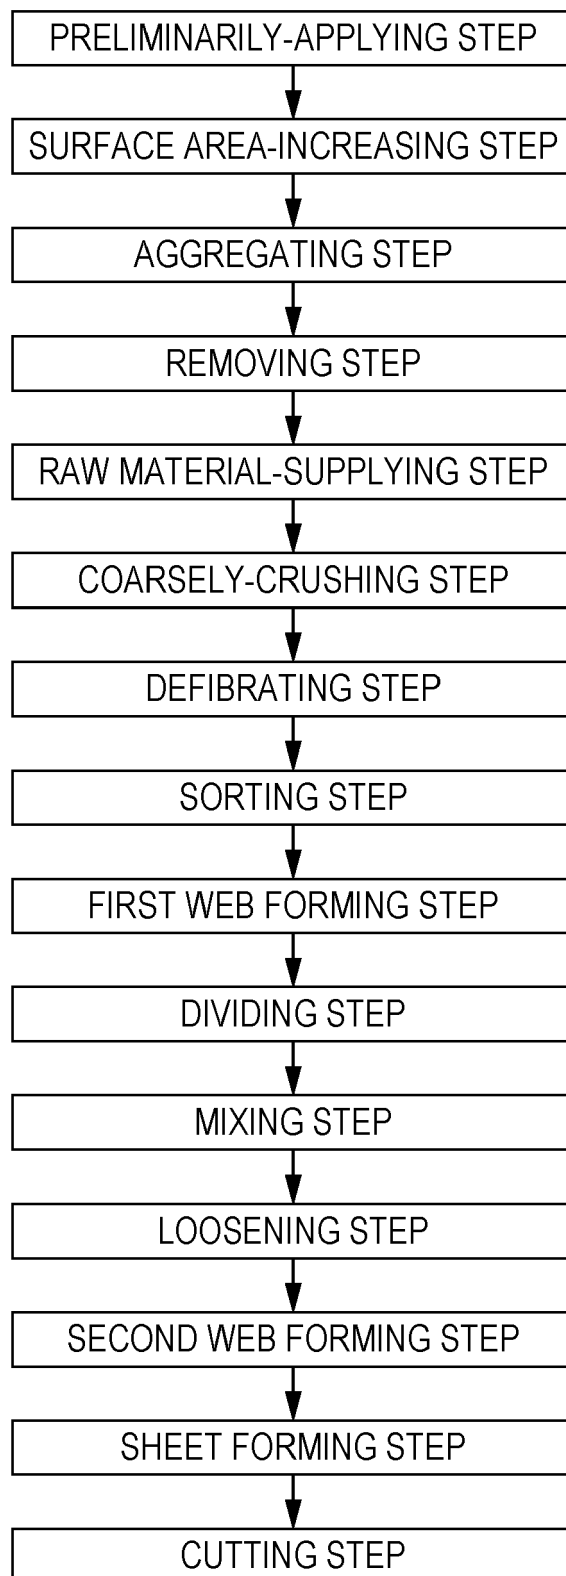 PRELIMINARILY-APPLYING STEP
SURFACE AREA-INCREASING STEP
AGGREGATING STEP
REMOVING STEP
RAW MATERIAL-SUPPLYING STEP
COARSELY-CRUSHING STEP
DEFIBRATING STEP
SORTING STEP
FIRST WEB FORMING STEP
DIVIDING STEP
MIXING STEP
LOOSENING STEP
SECOND WEB FORMING STEP
SHEET FORMING STEP
CUTTING STEP